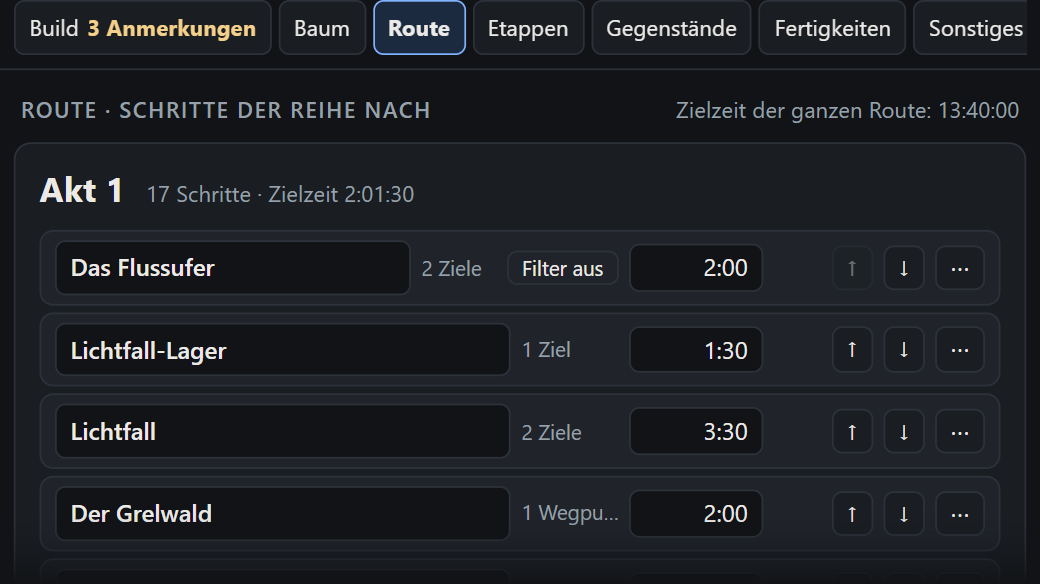 Build 3 Anmerkungen Baum Route Etappen Gegenstände Fertigkeiten Sonstiges
ROUTE · SCHRITTE DER REIHE NACH Zielzeit der ganzen Route: 13:40:00
Akt 1 17 Schritte · Zielzeit 2:01:30
Das Flussufer 2 Ziele Filter aus 2:00 ↑ ↓ ...
Lichtfall-Lager 1 Ziel 1:30 ↑ ↓ ...
Lichtfall 2 Ziele 3:30 ↑ ↓ ...
Der Grelwald 1 Wegpu... 2:00 ↑ ↓ ...